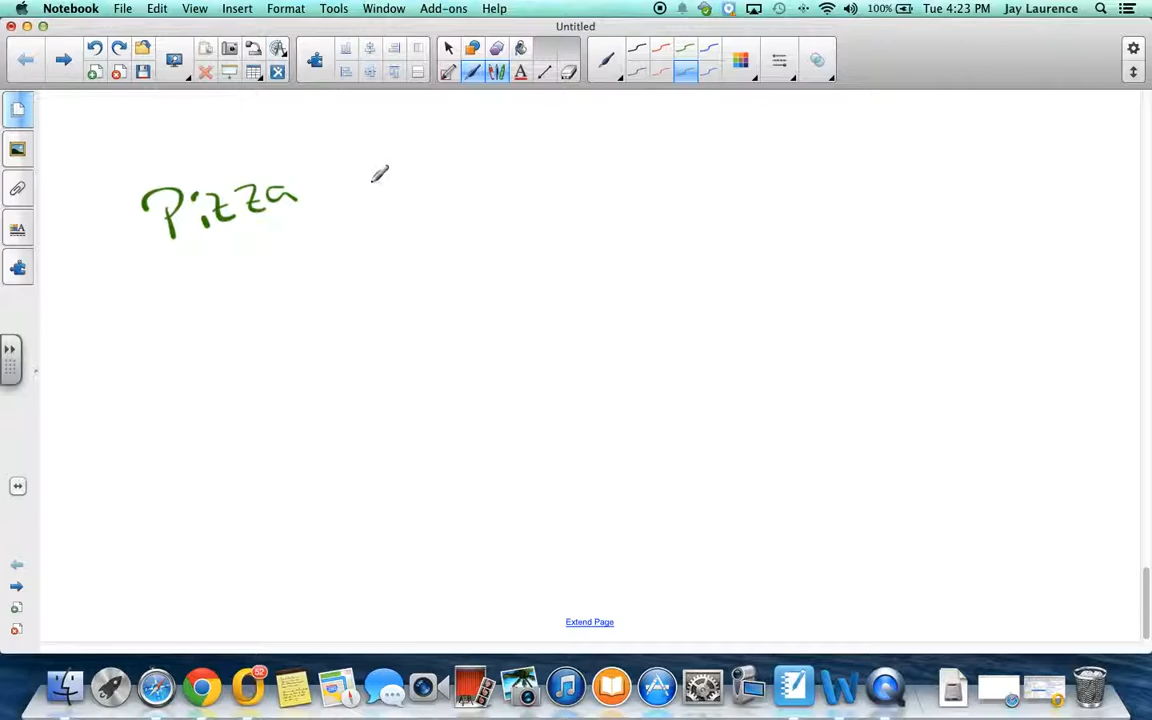 Notebook File Edit View Insert Format Tools Window Add-ons Help 100% Tue 4:23 PM Jay Laurence
Untitled
A
Pizza
Extend Page
52